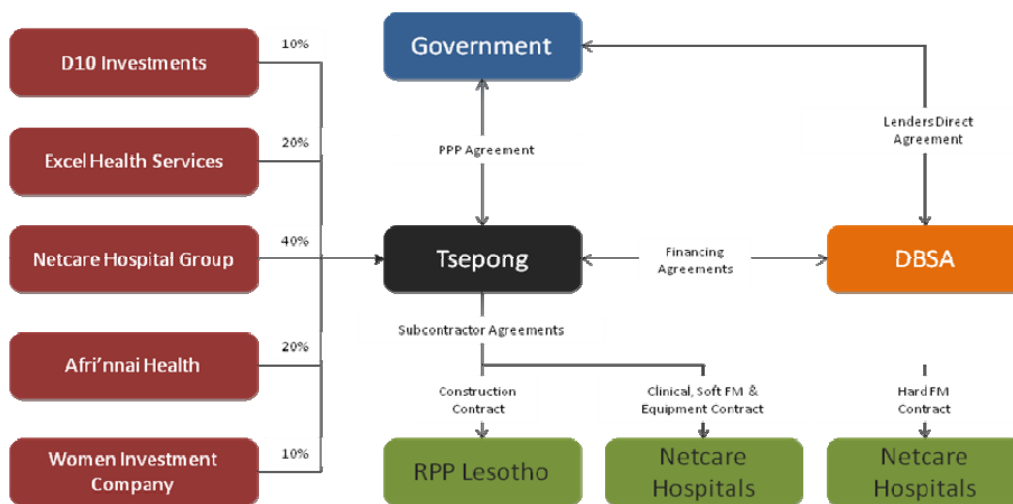 10%
D10 Investments
Government
Lenders Direct
Agreement
20%
Excel Health Services
PPP Agreement
40%
Netcare Hospital Group
Tsepong
Financing
Agreements
DBSA
Subcontractor Agreements
20%
Afri'nnai Health
Construction
Contract
Clinical, Soft FM &
Equipment Contract
Hard FM
Contract
10%
Women Investment
Company
RPP Lesotho
Netcare
Hospitals
Netcare
Hospitals